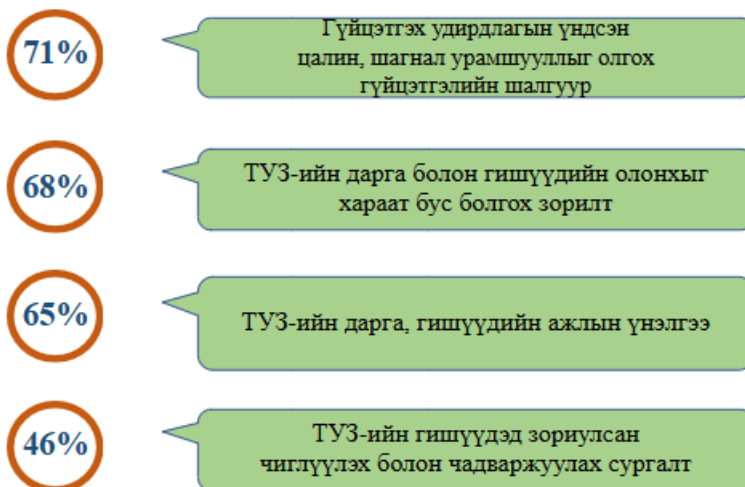 71%
Гүйцэтгэх удирдлагын үндсэн
цалин, шагнал урамшууллыг олгох
гүйцэтгэлийн шалгуур
68%
ТУЗ-ийн дарга болон гишүүдийн олонхыг
хараат бус болгох зорилт
65%
ТУЗ-ийн дарга, гишүүдийн ажлын үнэлгээ
46%
ТУЗ-ийн гишүүдэд зориулсан
чиглүүлэх болон чадваржуулах сургалт